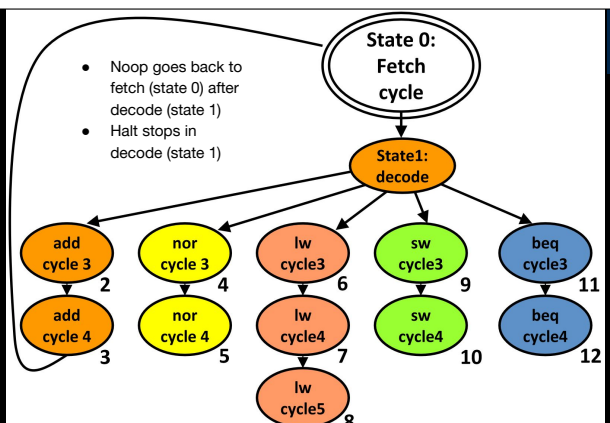 State 0:
Fetch
cycle
● Noop goes back to
fetch (state 0) after
decode (state 1)
● Halt stops in
decode (state 1)
State1:
decode
add
cycle 3
2
nor
cycle 3
4
lw
cycle3
6
sw
cycle3
9
beq
cycle3
11
add
cycle 4
3
nor
cycle 4
5
lw
cycle4
7
sw
cycle4
10
beq
cycle4
12
lw
cycle5
8